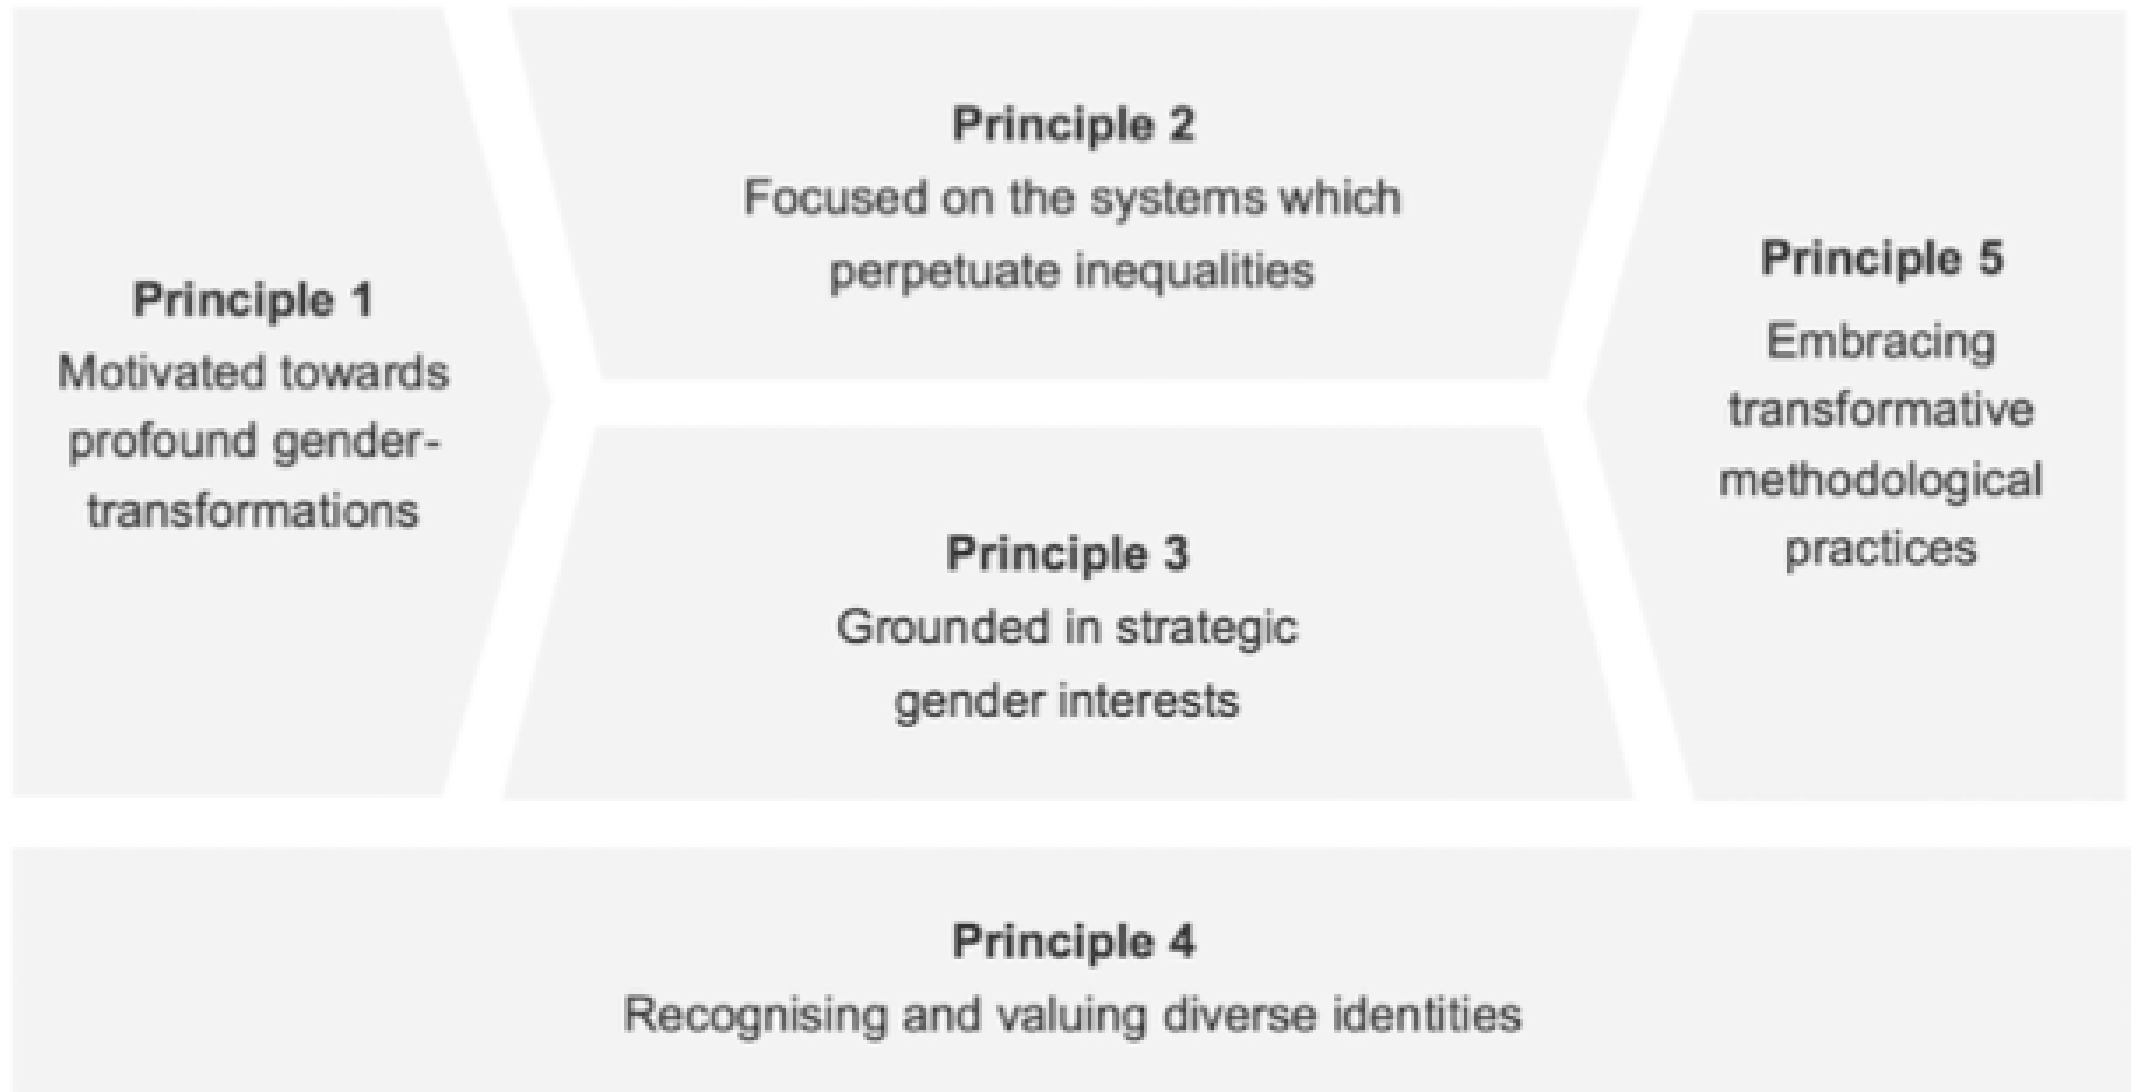 Principle 1
Motivated towards
profound gender-
transformations
Principle 2
Focused on the systems which
perpetuate inequalities
Principle 3
Grounded in strategic
gender interests
Principle 5
Embracing
transformative
methodological
practices
Principle 4
Recognising and valuing diverse identities